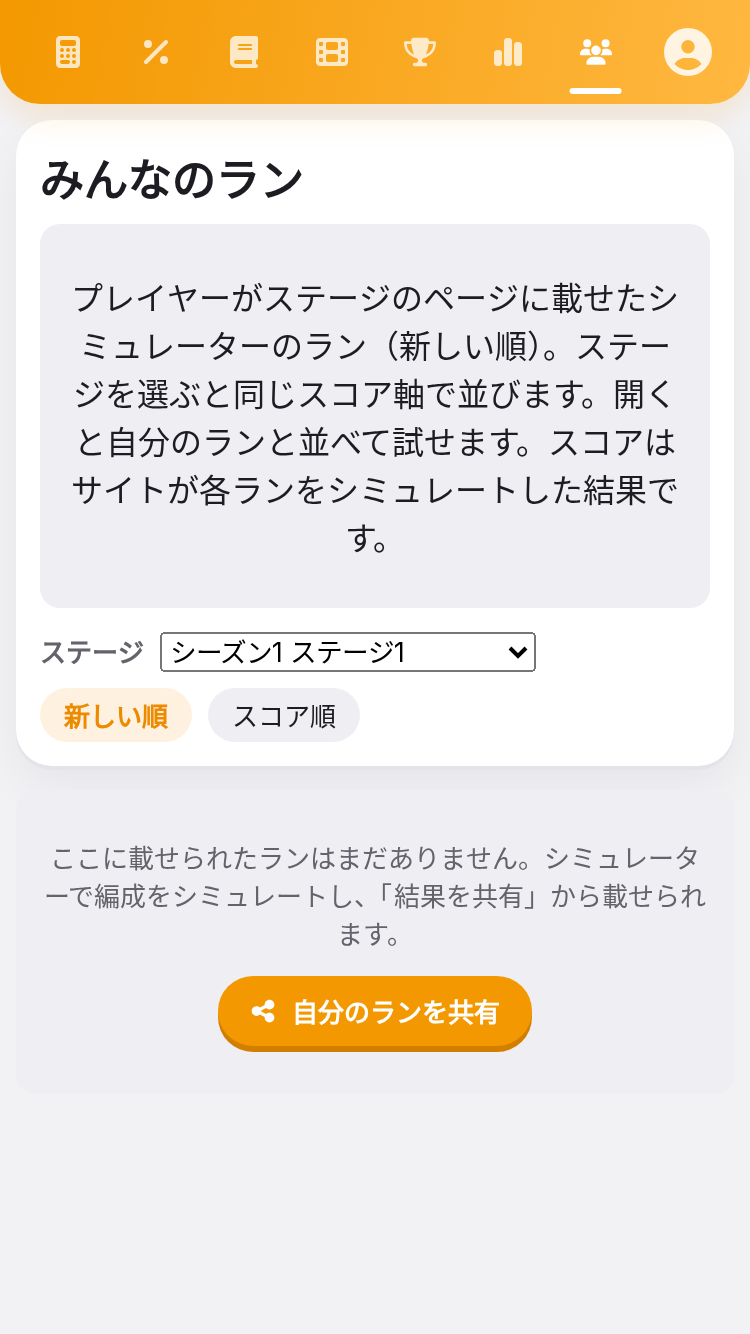 みんなのラン
プレイヤーがステージのページに載せたシ
ミュレーターのラン（新しい順）。ステー
ジを選ぶと同じスコア軸で並びます。開く
と自分のランと並べて試せます。スコアは
サイトが各ランをシミュレートした結果で
す。
ステージ
シーズン1 ステージ1
新しい順
スコア順
ここに載せられたランはまだありません。シミュレータ
ーで編成をシミュレートし、「結果を共有」から載せられ
ます。
自分のランを共有